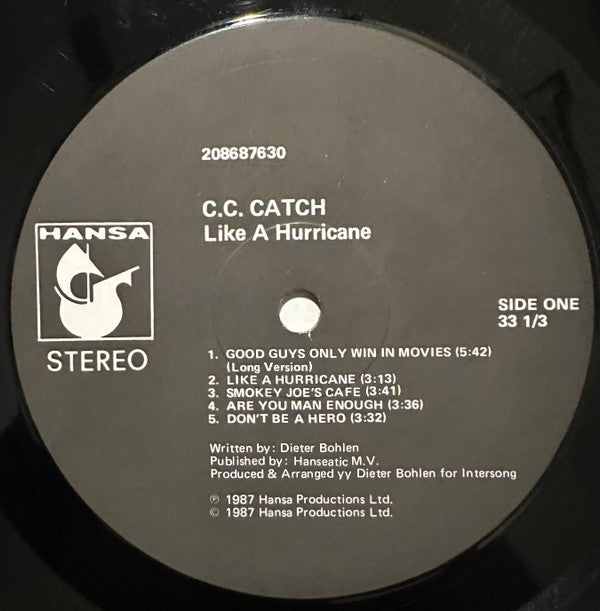 208687630
C.C. CATCH
Like A Hurricane
HANSA
STEREO
SIDE ONE
33 1/3
1. GOOD GUYS ONLY WIN IN MOVIES (5:42)
(Long Version)
2. LIKE A HURRICANE (3:13)
3. SMOKEY JOE'S CAFE (3:41)
4. ARE YOU MAN ENOUGH (3:36)
5. DON'T BE A HERO (3:32)
Written by: Dieter Bohlen
Published by: Hanseatic M.V.
Produced & Arranged yy Dieter Bohlen for Intersong
℗ 1987 Hansa Productions Ltd.
© 1987 Hansa Productions Ltd.